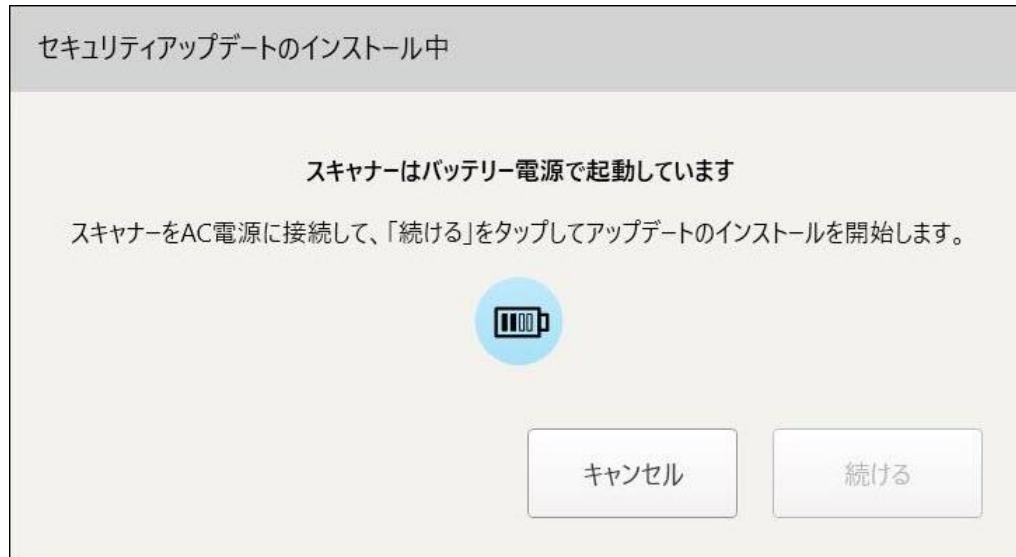 セキュリティアップデートのインストール中
スキャナーはバッテリー電源で起動しています
スキャナーをAC電源に接続して、「続ける」をタップしてアップデートのインストールを開始します。
キャンセル
続ける